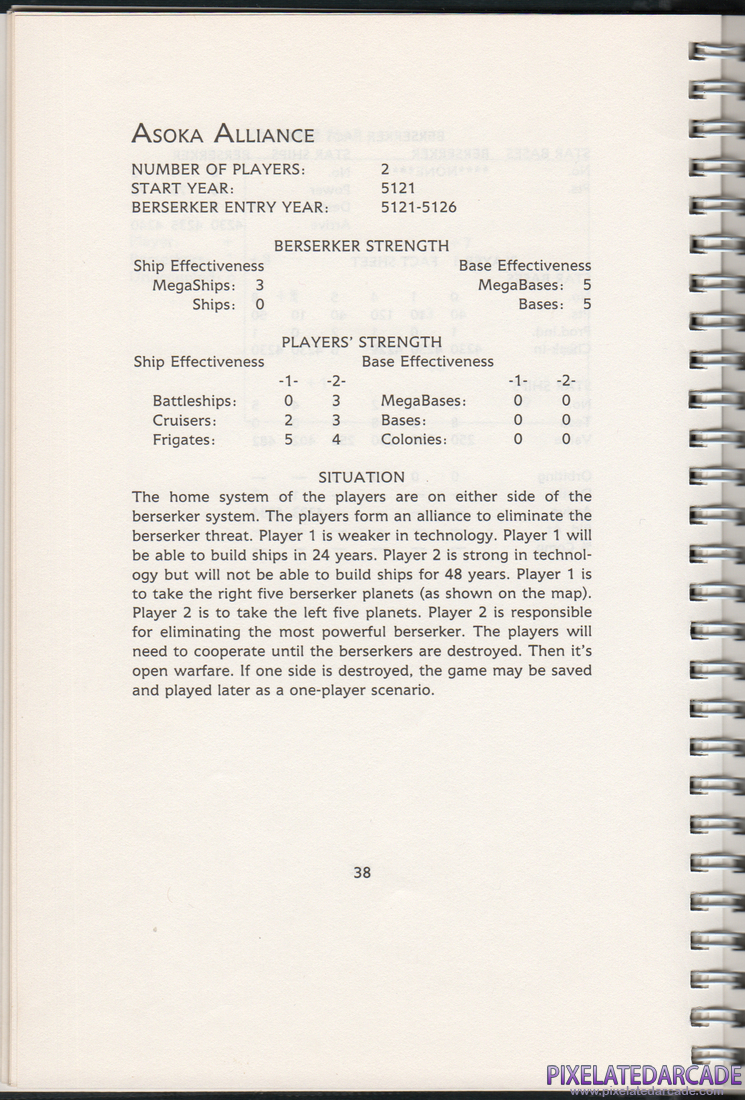 ASOKA ALLIANCE
NUMBER OF PLAYERS: 2
START YEAR: 5121
BERSERKER ENTRY YEAR: 5121-5126
BERSERKER STRENGTH
Ship Effectiveness Base Effectiveness
MegaShips: 3 MegaBases: 5
Ships: 0 Bases: 5
PLAYERS' STRENGTH
Ship Effectiveness Base Effectiveness
-1- -2- -1- -2-
Battleships: 0 3 MegaBases: 0 0
Cruisers: 2 3 Bases: 0 0
Frigates: 5 4 Colonies: 0 0
SITUATION
The home system of the players are on either side of the
berserker system. The players form an alliance to eliminate the
berserker threat. Player 1 is weaker in technology. Player 1 will
be able to build ships in 24 years. Player 2 is strong in technol-
ogy but will not be able to build ships for 48 years. Player 1 is
to take the right five berserker planets (as shown on the map).
Player 2 is to take the left five planets. Player 2 is responsible
for eliminating the most powerful berserker. The players will
need to cooperate until the berserkers are destroyed. Then it's
open warfare. If one side is destroyed, the game may be saved
and played later as a one-player scenario.
38
PIXELATEDARCADE
www.pixelatedarcade.com